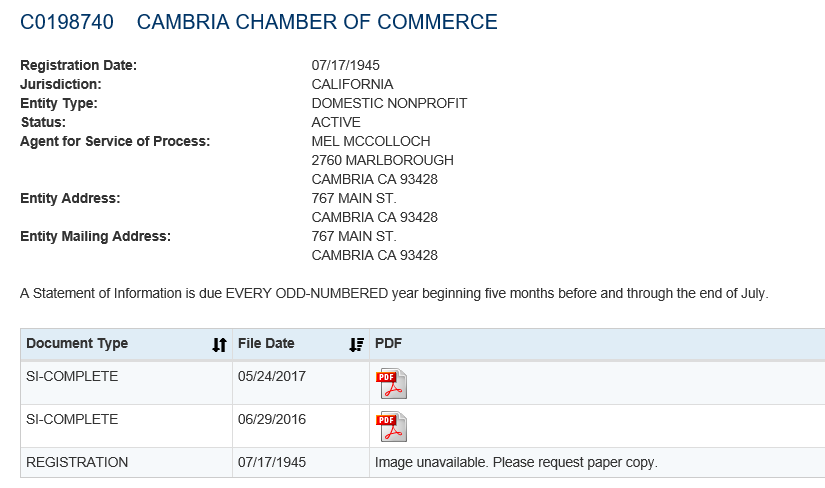 C0198740 CAMBRIA CHAMBER OF COMMERCE
Registration Date: 07/17/1945
Jurisdiction: CALIFORNIA
Entity Type: DOMESTIC NONPROFIT
Status: ACTIVE
Agent for Service of Process: MEL MCCOLLOCH
2760 MARLBOROUGH
CAMBRIA CA 93428
Entity Address: 767 MAIN ST.
CAMBRIA CA 93428
Entity Mailing Address: 767 MAIN ST.
CAMBRIA CA 93428
A Statement of Information is due EVERY ODD-NUMBERED year beginning five months before and through the end of July.
Document Type File Date PDF
SI-COMPLETE 05/24/2017 PDF
SI-COMPLETE 06/29/2016 PDF
REGISTRATION 07/17/1945 Image unavailable. Please request paper copy.